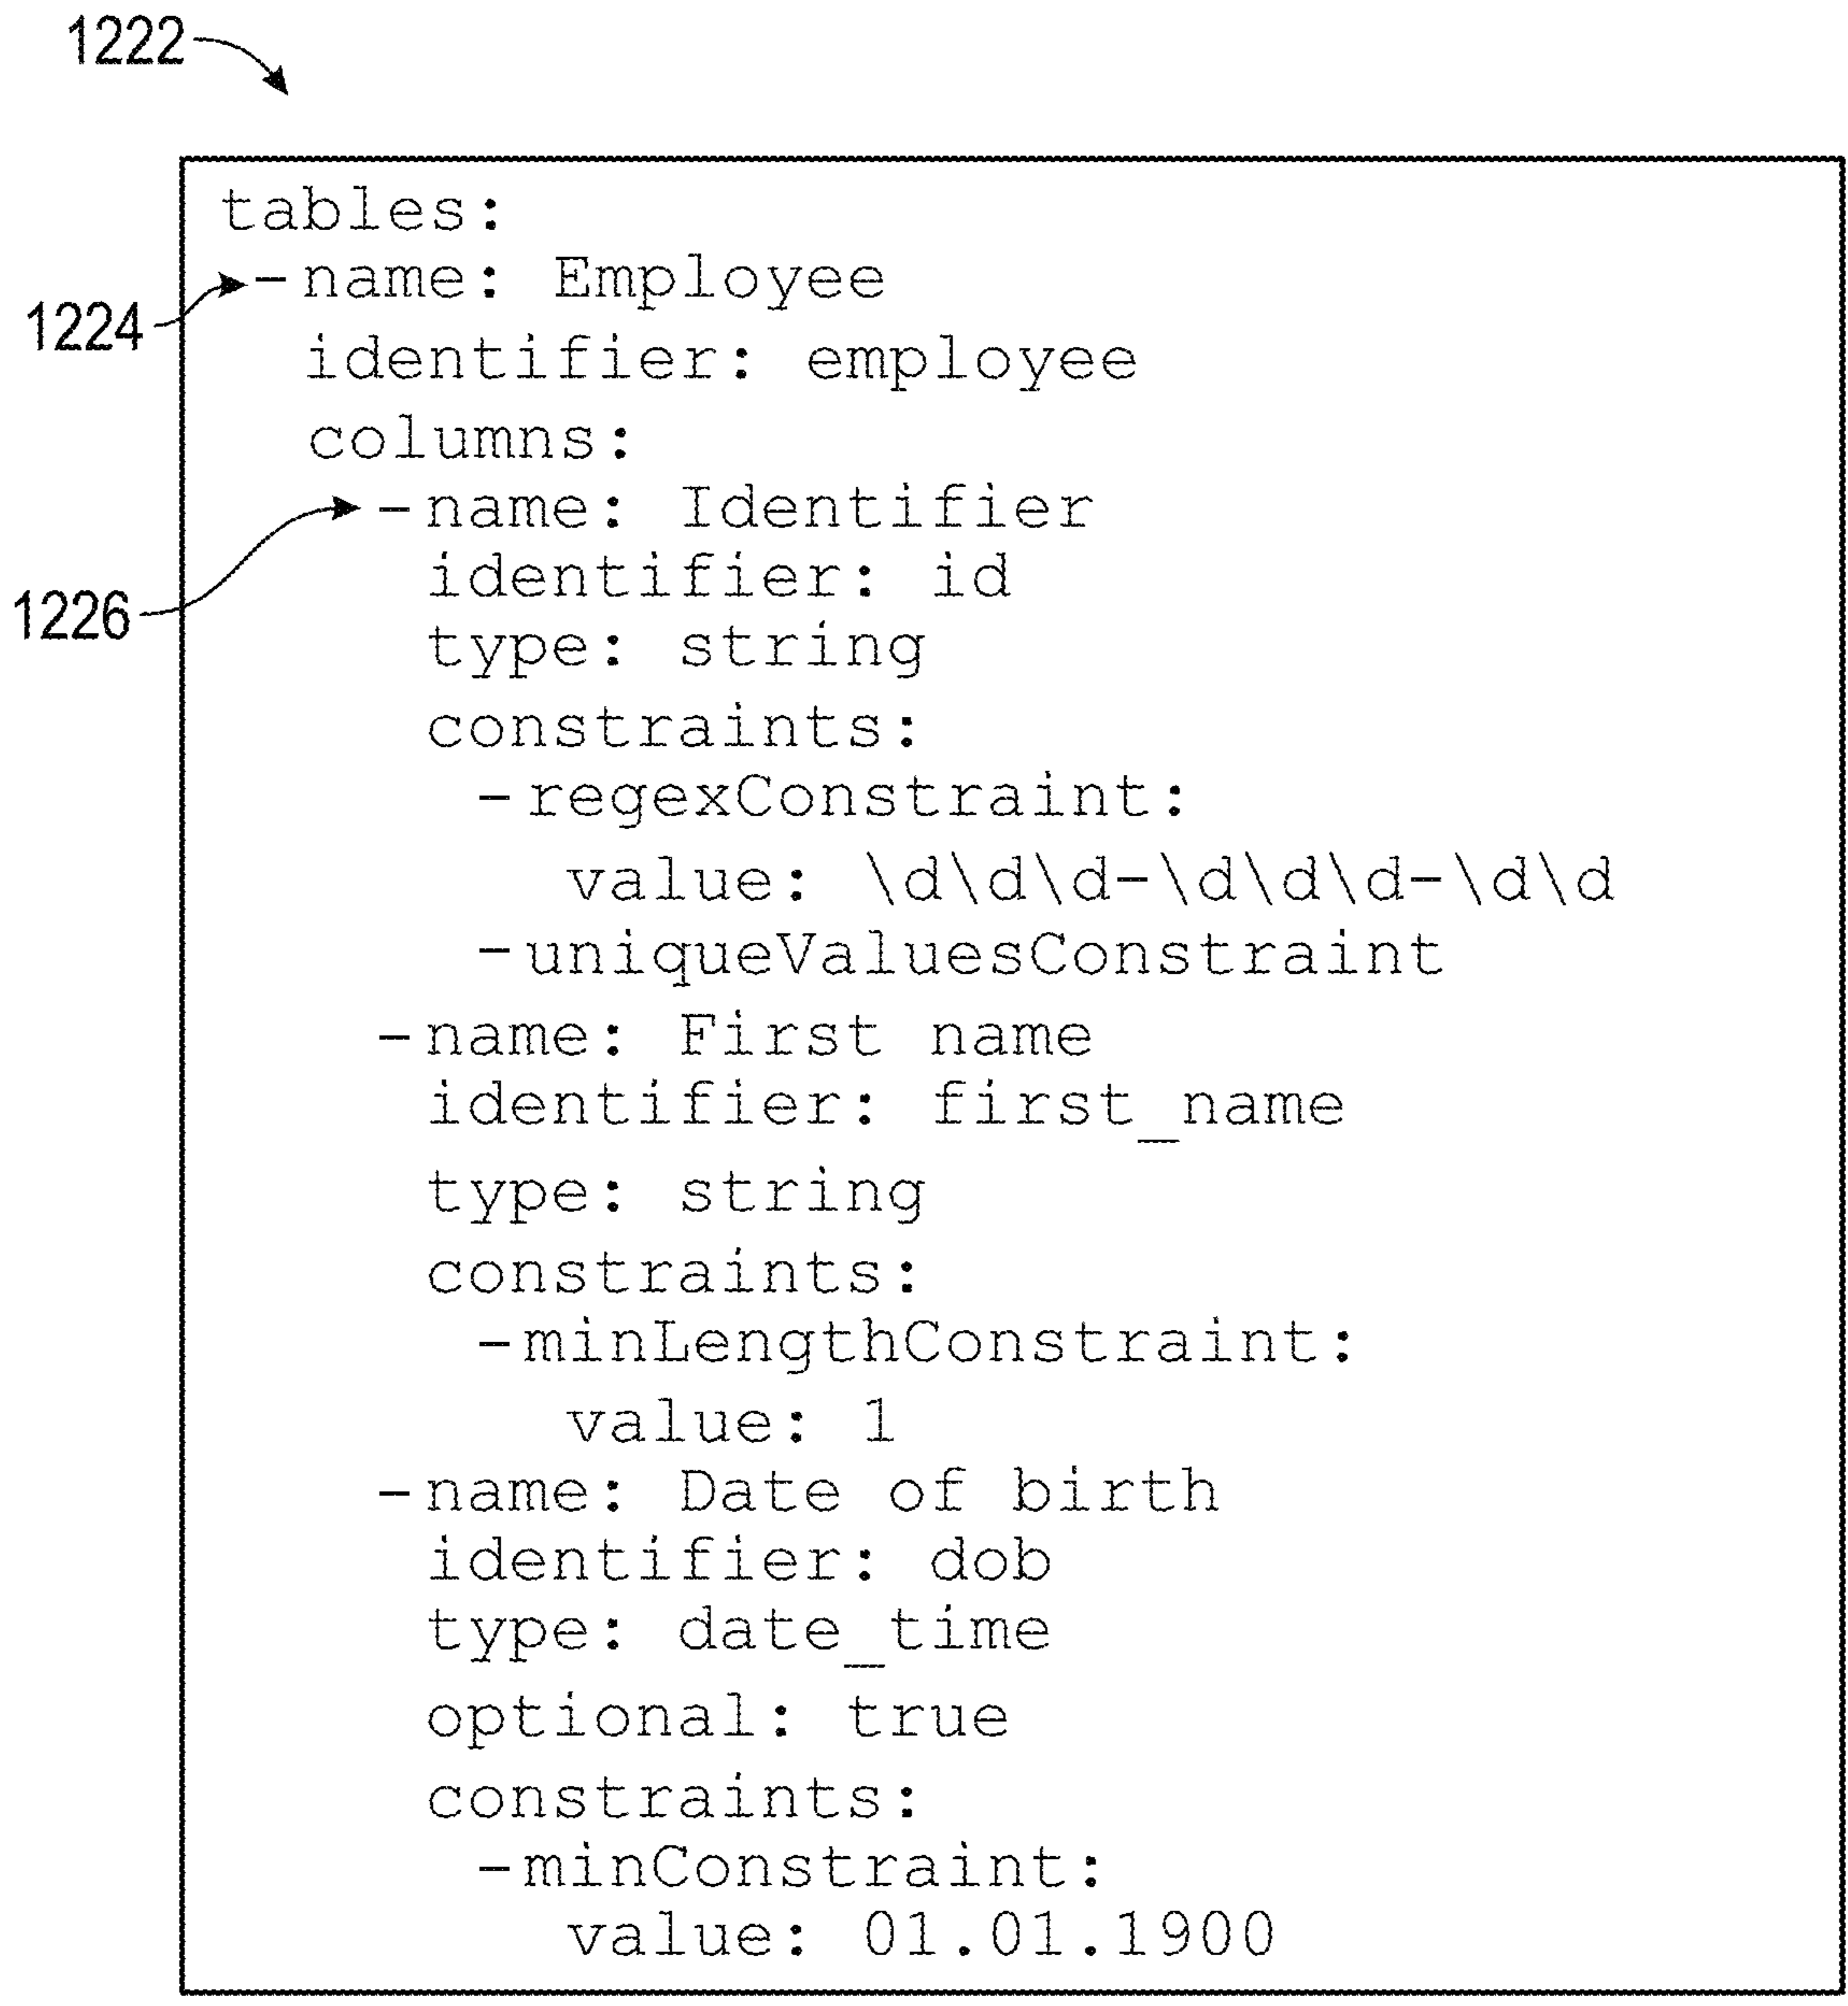 1222
tables:
-name: Employee
1224
identifier: employee
columns:
-name: Identifier
identifier: id
1226
type: string
constraints:
-regexConstraint:
value: \d\d\d-\d\d\d-\d\d
-uniqueValuesConstraint
-name: First name
identifier: first_name
type: string
constraints:
-minLengthConstraint:
value: 1
-name: Date of birth
identifier: dob
type: date_time
optional: true
constraints:
-minConstraint:
value: 01.01.1900